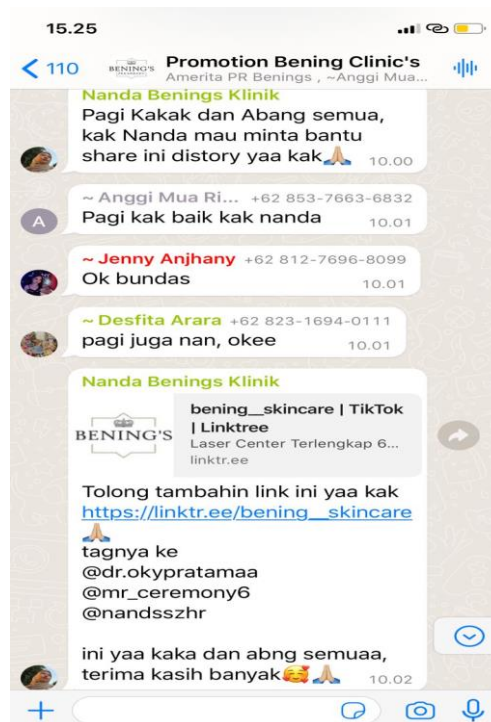 15.25
110
BENING'S
Promotion Bening Clinic's
Amerita PR Benings , ~Anggi Mua...
Nanda Benings Klinik
Pagi Kakak dan Abang semua,
kak Nanda mau minta bantu
share ini distory yaa kak🙏🏼 10.00
A
~ Anggi Mua Ri... +62 853-7663-6832
Pagi kak baik kak nanda 10.01
~ Jenny Anjhany +62 812-7696-8099
Ok bundas 10.01
~ Desfita Arara +62 823-1694-0111
pagi juga nan, okee 10.01
Nanda Benings Klinik
BENING'S
bening__skincare | TikTok
| Linktree
Laser Center Terlengkap 6...
linktr.ee
Tolong tambahin link ini yaa kak
https://linktr.ee/bening__skincare
🙏🏼
tagnya ke
@dr.okypratamaa
@mr_ceremony6
@nandsszhr
ini yaa kaka dan abng semuaa,
terima kasih banyak🥰🙏🏼 10.02